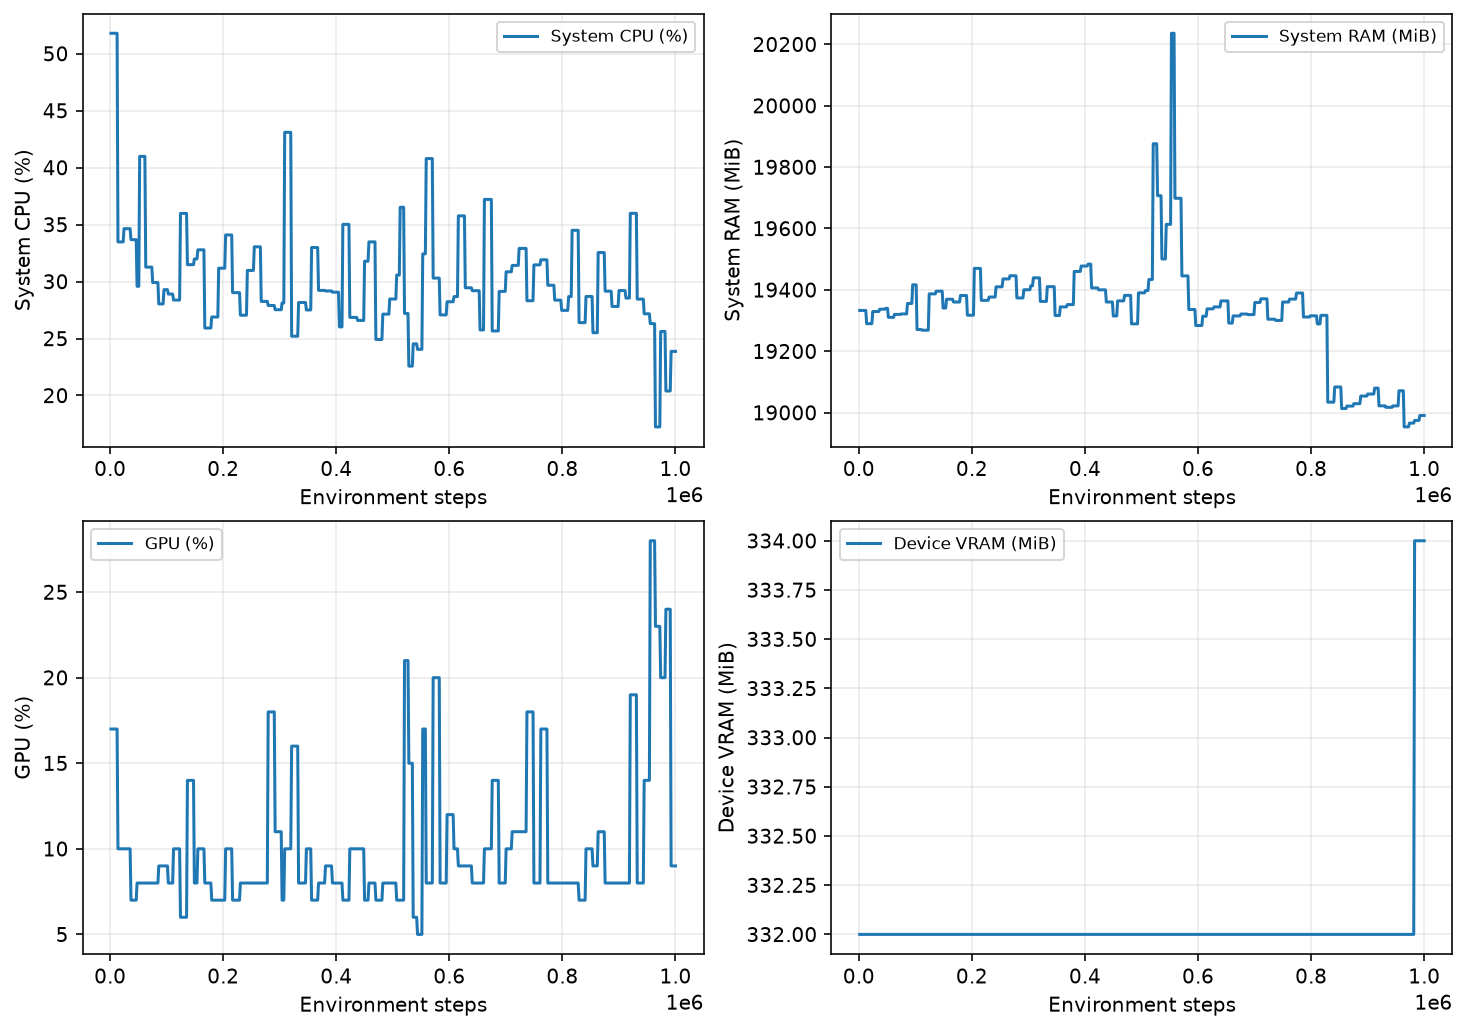 System CPU (%)
System CPU (%)
50
45
40
35
30
25
20
0.0 0.2 0.4 0.6 0.8 1.0
1e6
Environment steps
System RAM (MiB)
System RAM (MiB)
20200
20000
19800
19600
19400
19200
19000
0.0 0.2 0.4 0.6 0.8 1.0
1e6
Environment steps
GPU (%)
GPU (%)
25
20
15
10
5
0.0 0.2 0.4 0.6 0.8 1.0
1e6
Environment steps
Device VRAM (MiB)
Device VRAM (MiB)
334.00
333.75
333.50
333.25
333.00
332.75
332.50
332.25
332.00
0.0 0.2 0.4 0.6 0.8 1.0
1e6
Environment steps